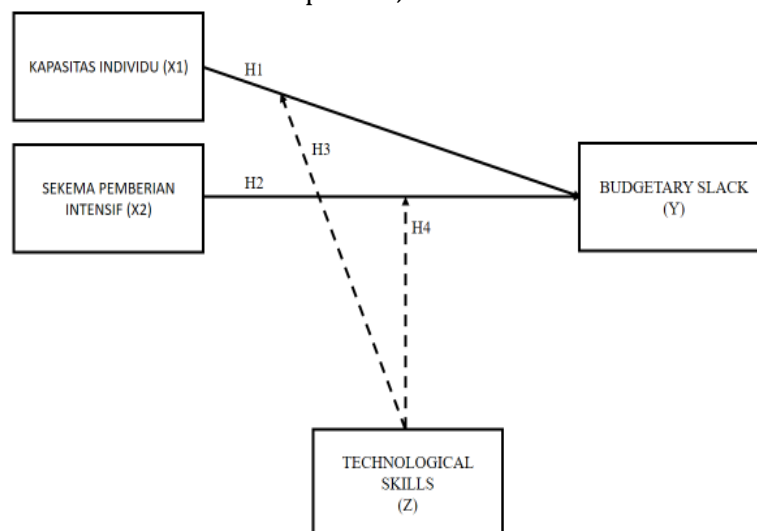 KAPASITAS INDIVIDU (X1)
H1
H3
SEKEMA PEMBERIAN
INTENSIF (X2)
H2
H4
BUDGETARY SLACK
(Y)
TECHNOLOGICAL
SKILLS
(Z)